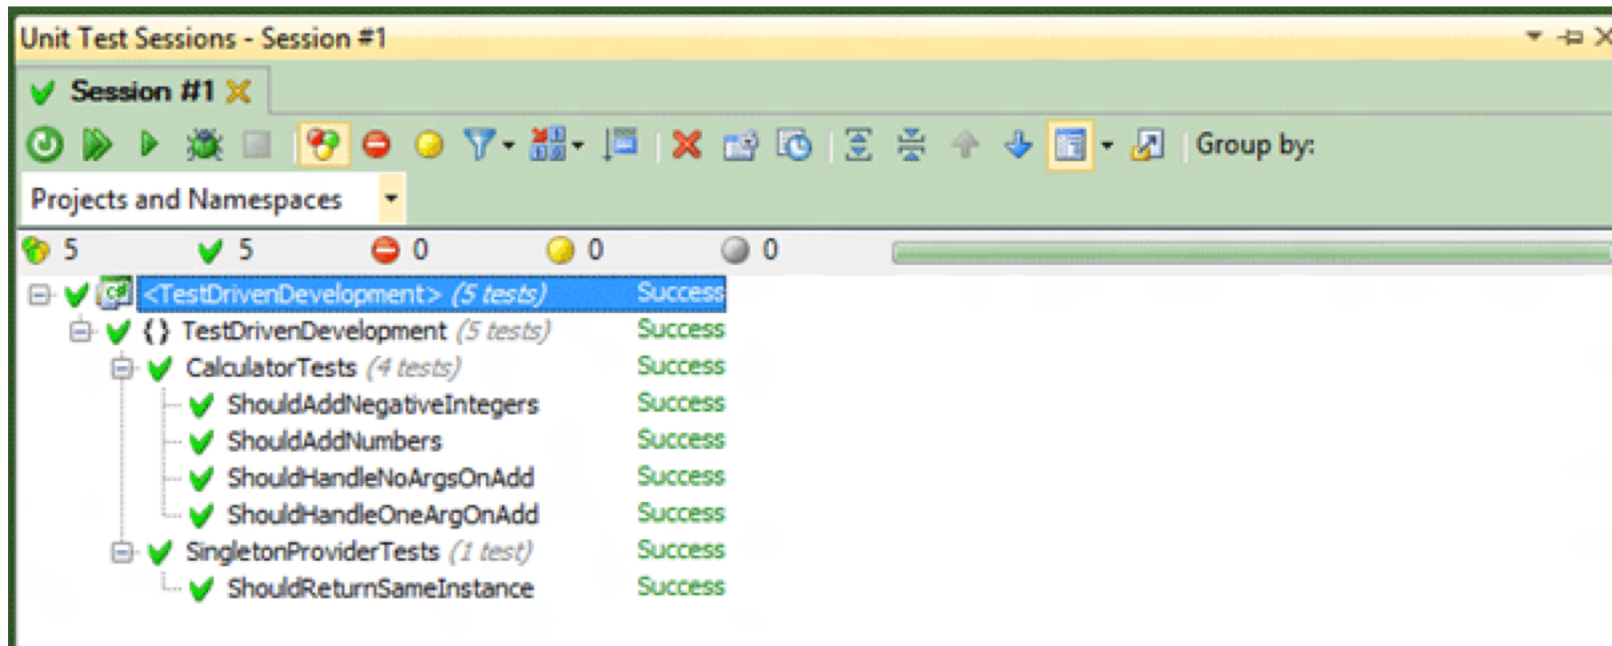 Unit Test Sessions - Session #1
Session #1
Group by:
Projects and Namespaces
5 5 0 0 0
<TestDrivenDevelopment> (5 tests) Success
{} TestDrivenDevelopment (5 tests) Success
CalculatorTests (4 tests) Success
ShouldAddNegativeIntegers Success
ShouldAddNumbers Success
ShouldHandleNoArgsOnAdd Success
ShouldHandleOneArgOnAdd Success
SingletonProviderTests (1 test) Success
ShouldReturnSameInstance Success